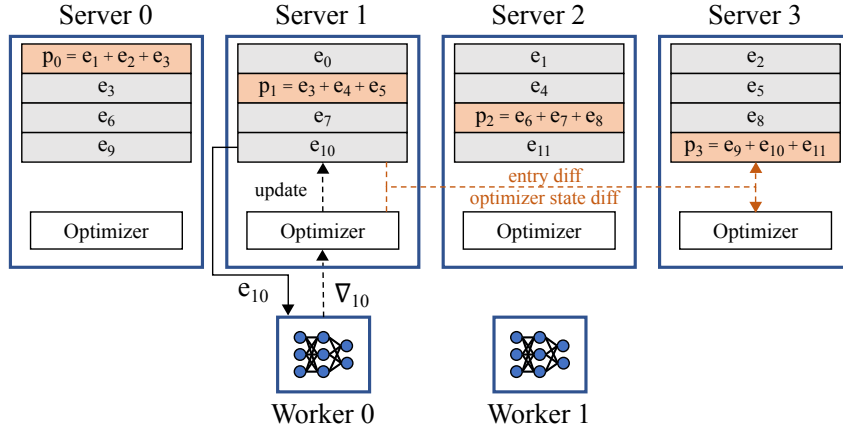 Server 0
Server 1
Server 2
Server 3
p₀ = e₁ + e₂ + e₃
e₃
e₆
e₉
Optimizer
e₀
p₁ = e₃ + e₄ + e₅
e₇
e₁₀
update
Optimizer
e₁
e₄
p₂ = e₆ + e₇ + e₈
e₁₁
Optimizer
e₂
e₅
e₈
p₃ = e₉ + e₁₀ + e₁₁
Optimizer
entry diff
optimizer state diff
e₁₀
∇₁₀
Worker 0
Worker 1